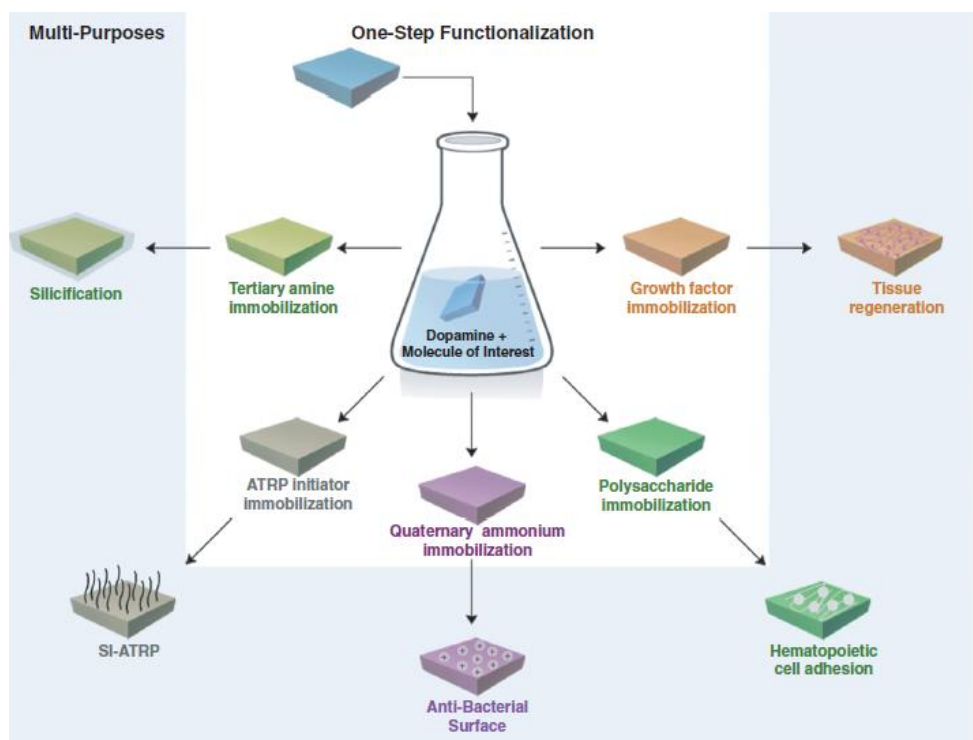 Multi-Purposes
One-Step Functionalization
Silicification
Tertiary amine
immobilization
Dopamine +
Molecule of Interest
Growth factor
immobilization
Tissue
regeneration
ATRP initiator
immobilization
Quaternary ammonium
immobilization
Polysaccharide
immobilization
SI-ATRP
Anti-Bacterial
Surface
Hematopoietic
cell adhesion